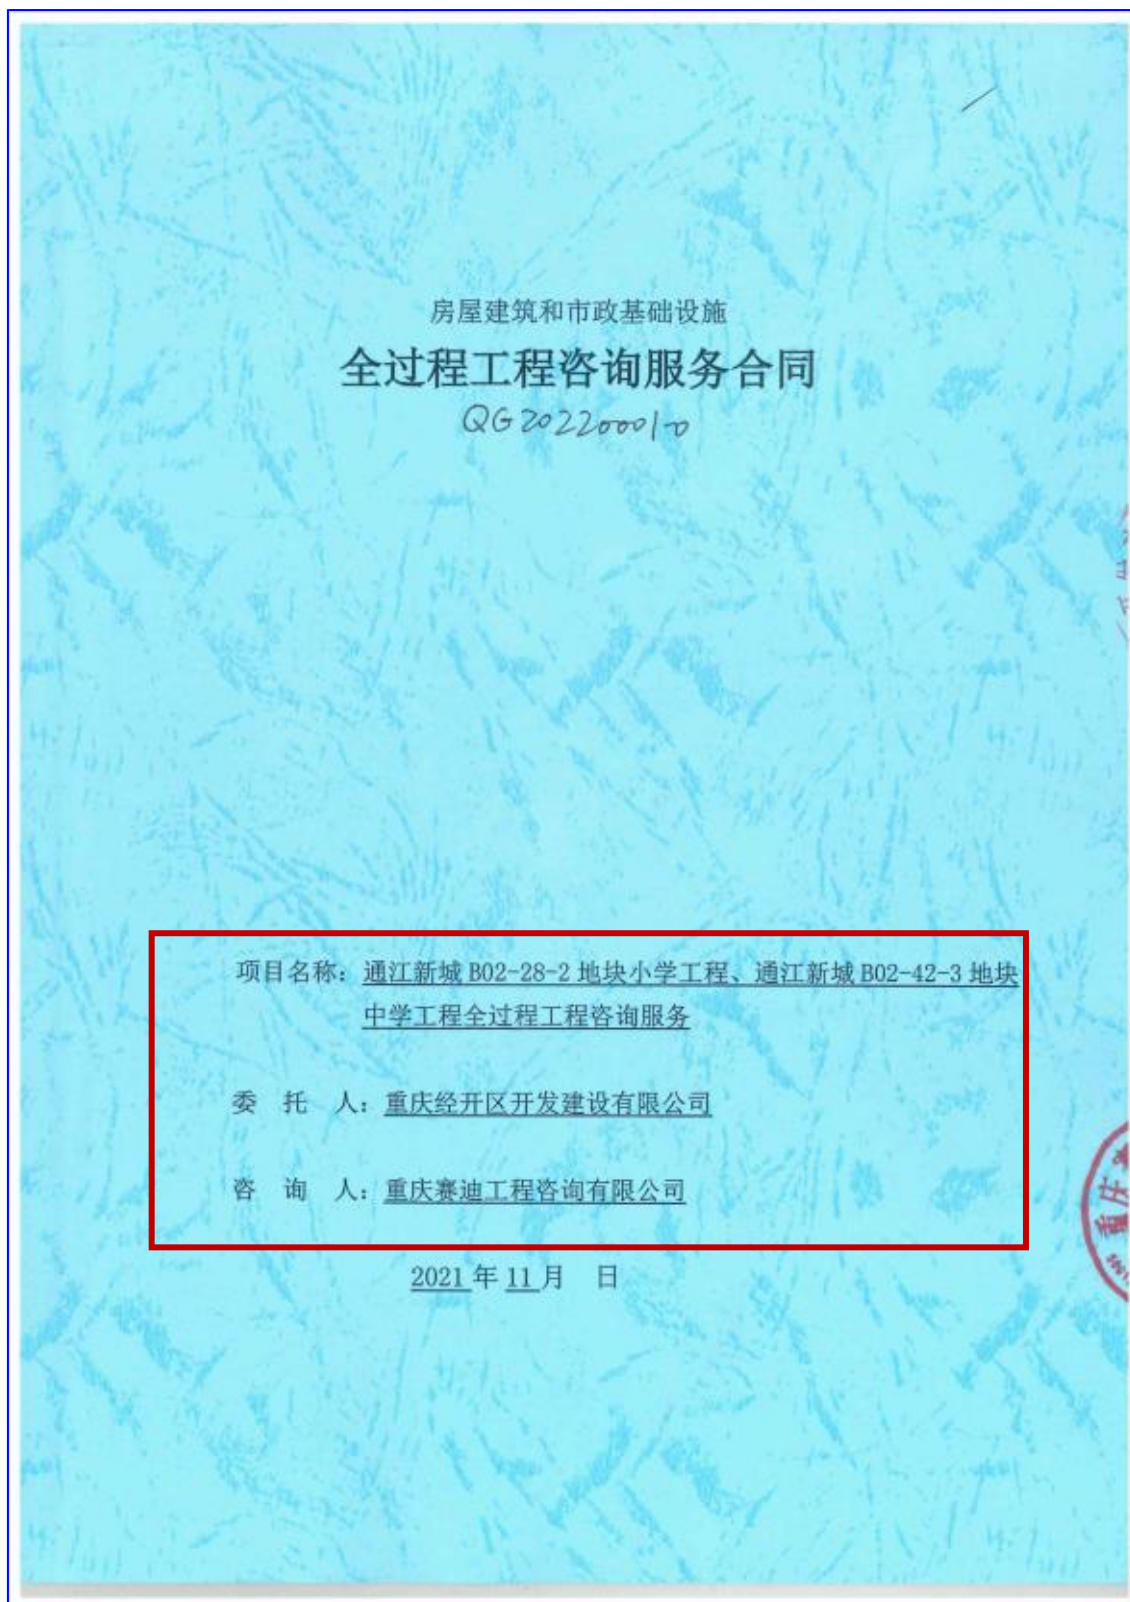 房屋建筑和市政基础设施
全过程工程咨询服务合同
QG20220001-0
项目名称：通江新城 B02-28-2 地块小学工程、通江新城 B02-42-3 地块
中学工程全过程工程咨询服务
委 托 人：重庆经开区开发建设有限公司
咨 询 人：重庆赛迪工程咨询有限公司
2021 年 11 月 日
重庆